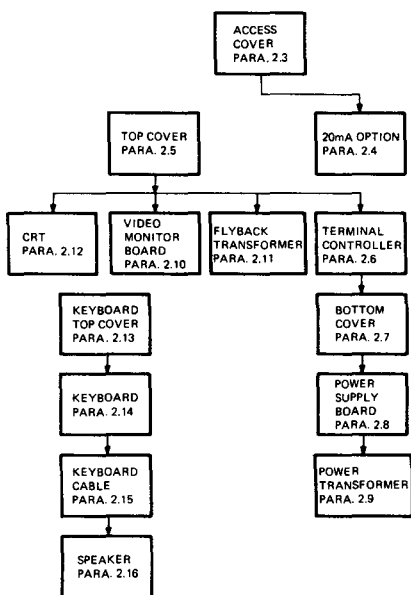 ACCESS
COVER
PARA. 2.3
TOP COVER
PARA. 2.5
20mA OPTION
PARA. 2.4
CRT
PARA. 2.12
VIDEO
MONITOR
BOARD
PARA. 2.10
FLYBACK
TRANSFORMER
PARA. 2.11
TERMINAL
CONTROLLER
PARA. 2.6
KEYBOARD
TOP COVER
PARA. 2.13
BOTTOM
COVER
PARA. 2.7
KEYBOARD
PARA. 2.14
POWER
SUPPLY
BOARD
PARA. 2.8
KEYBOARD
CABLE
PARA. 2.15
POWER
TRANSFORMER
PARA. 2.9
SPEAKER
PARA. 2.16